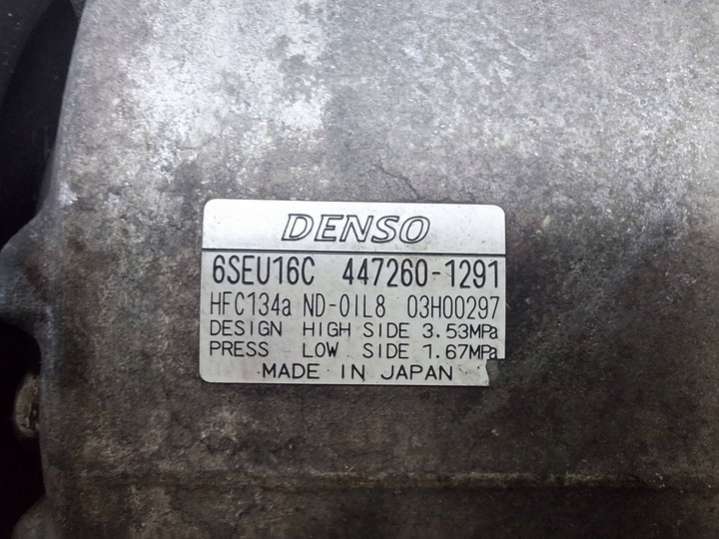 DENSO
6SEU16C 447260-1291
HFC134a ND-OIL8 03H00297
DESIGN HIGH SIDE 3.53MPa
PRESS LOW SIDE 1.67MPa
MADE IN JAPAN